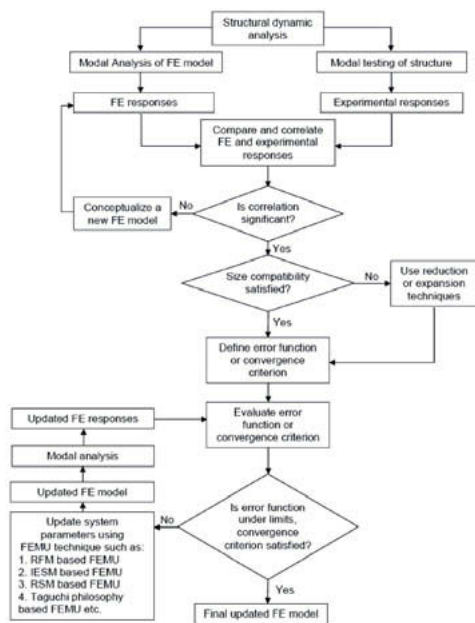 Structural dynamic
analysis
Modal Analysis of FE model
Modal testing of structure
FE responses
Experimental responses
Compare and correlate
FE and experimental
responses
Conceptualize a
new FE model
No
Is correlation
significant?
Yes
Size compatibility
satisfied?
No
Use reduction
or expansion
techniques
Yes
Define error function
or convergence
criterion
Updated FE responses
Evaluate error
function or
convergence criterion
Modal analysis
Updated FE model
Update system
parameters using
FEMU technique such as:
1. RFM based FEMU
2. IESM based FEMU
3. RSM based FEMU
4. Taguchi philosophy
based FEMU etc.
No
Is error function
under limits,
convergence
criterion satisfied?
Yes
Final updated FE model